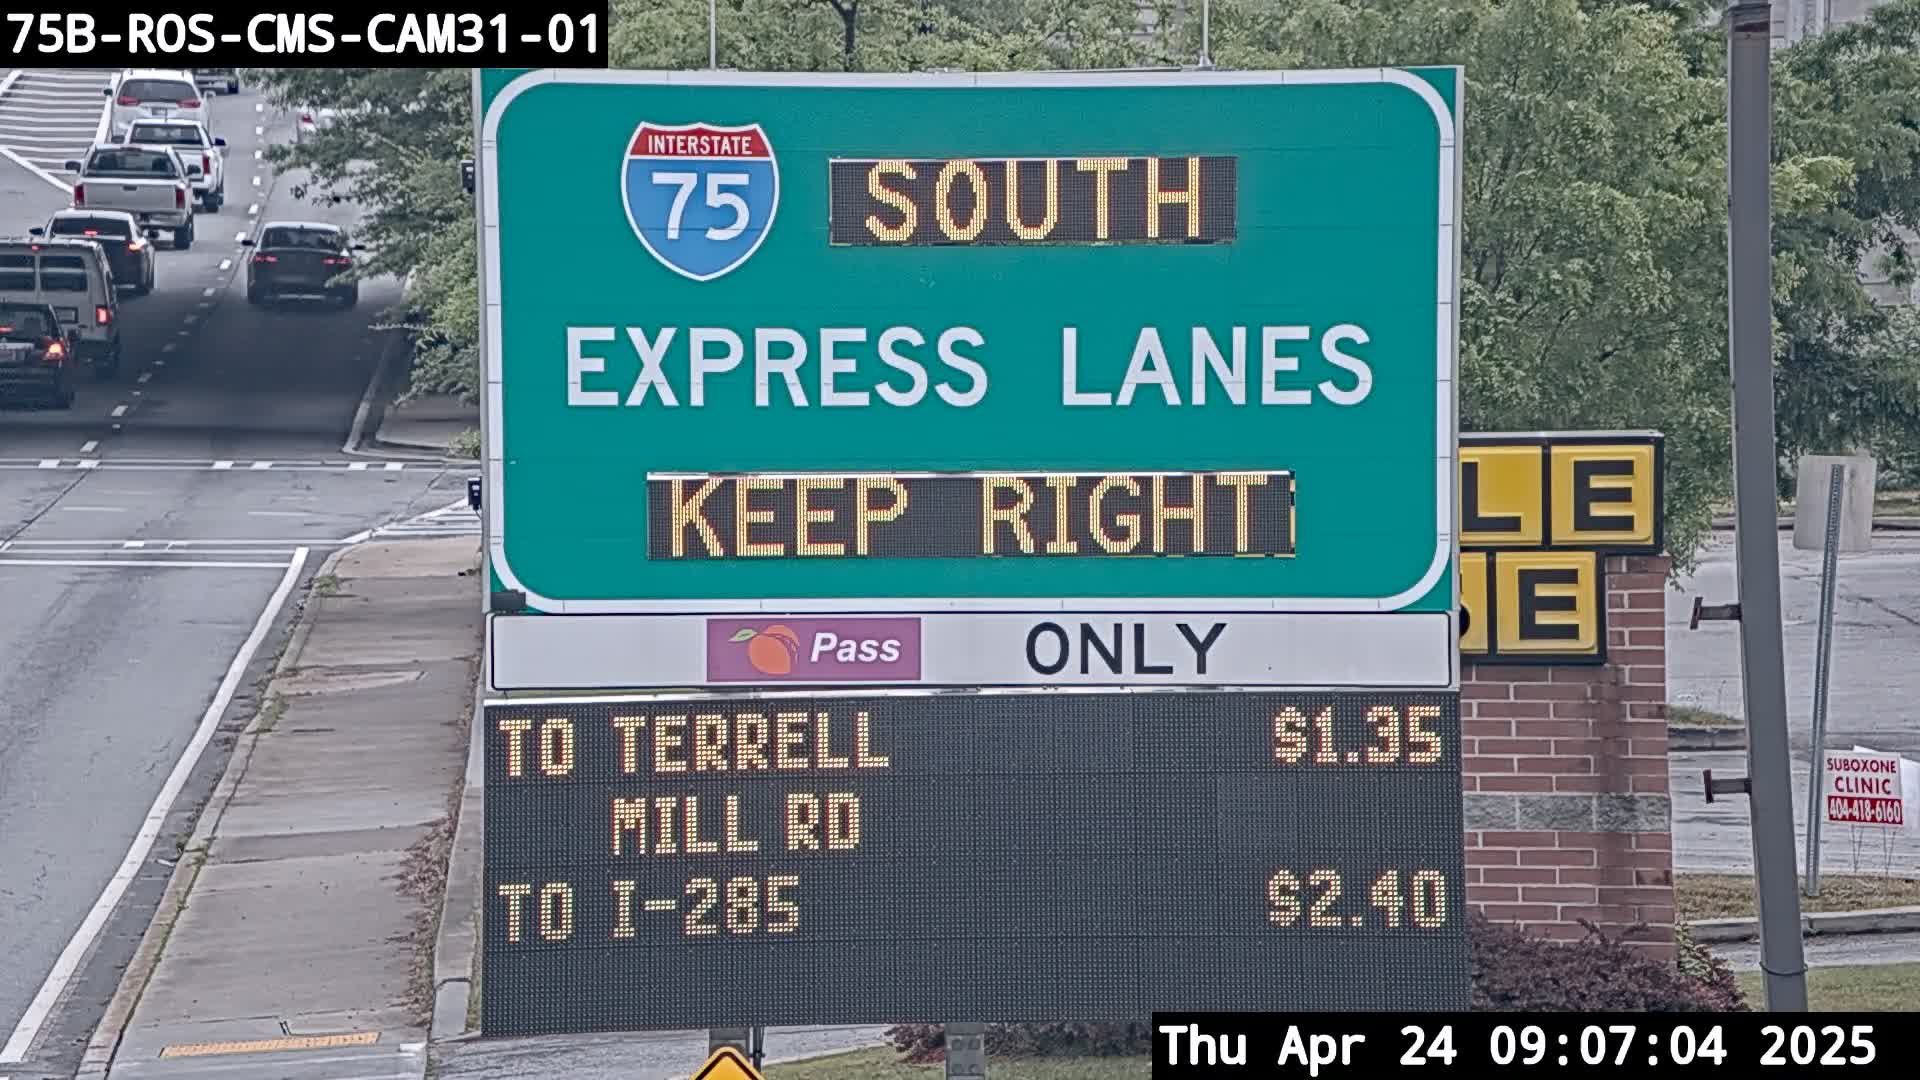 75B-ROS-CMS-CAM31-01
INTERSTATE
75
SOUTH
EXPRESS LANES
KEEP RIGHT
Pass ONLY
TO TERRELL $1.35
MILL RD
TO I-285 $2.40
LE
E
SUBOXONE
CLINIC
404-418-6160
Thu Apr 24 09:07:04 2025